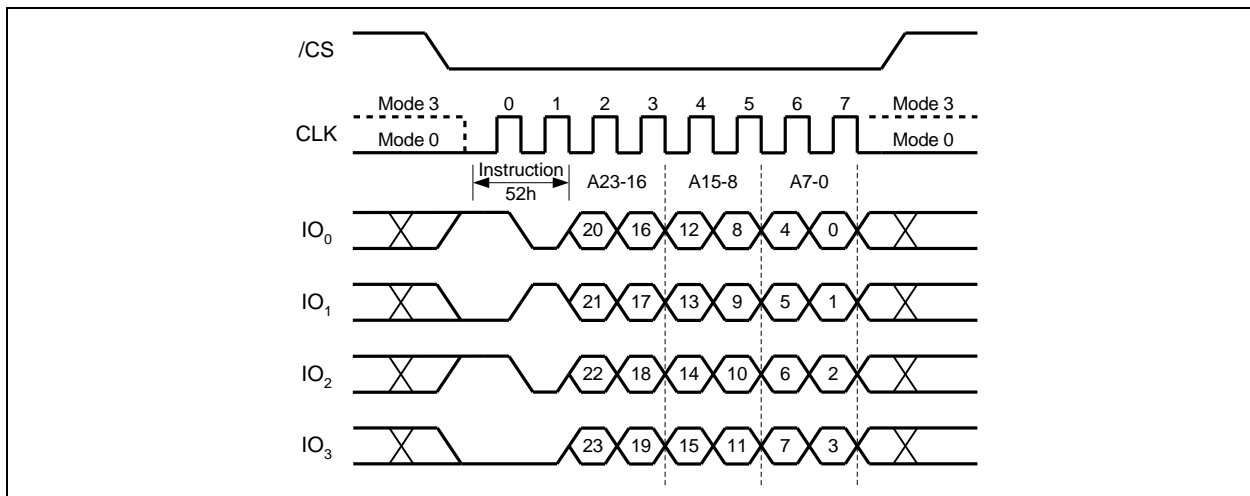 /CS
Mode 3 0 1 2 3 4 5 6 7 Mode 3
CLK
Mode 0 Mode 0
Instruction
52h
A23-16 A15-8 A7-0
IO0 20 16 12 8 4 0
IO1 21 17 13 9 5 1
IO2 22 18 14 10 6 2
IO3 23 19 15 11 7 3